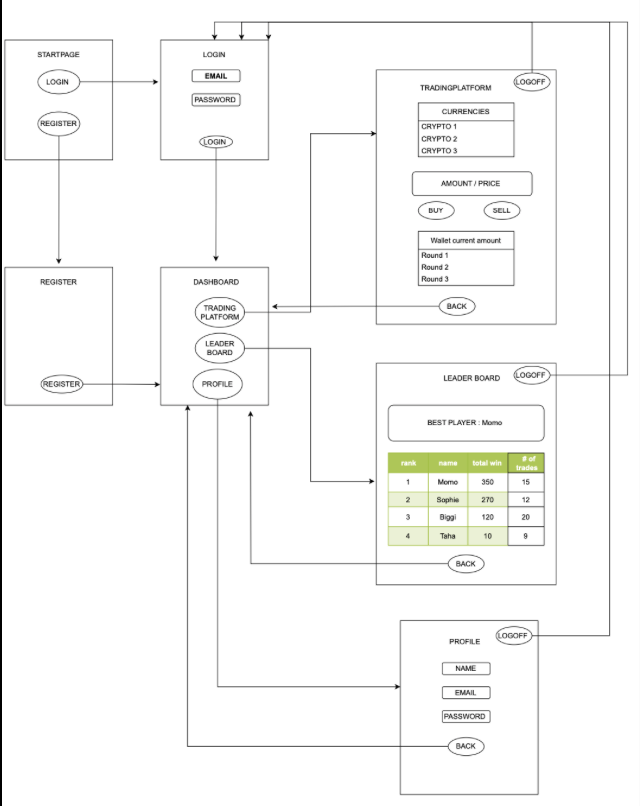 STARTPAGE
LOGIN
REGISTER
LOGIN
EMAIL
PASSWORD
LOGIN
TRADINGPLATFORM
LOGOFF
CURRENCIES
CRYPTO 1
CRYPTO 2
CRYPTO 3
AMOUNT / PRICE
BUY
SELL
Wallet current amount
Round 1
Round 2
Round 3
BACK
REGISTER
REGISTER
DASHBOARD
TRADING
PLATFORM
LEADER
BOARD
PROFILE
LEADER BOARD
LOGOFF
BEST PLAYER : Momo
rank name total win # of
trades
1 Momo 350 15
2 Sophie 270 12
3 Biggi 120 20
4 Taha 10 9
BACK
PROFILE
LOGOFF
NAME
EMAIL
PASSWORD
BACK